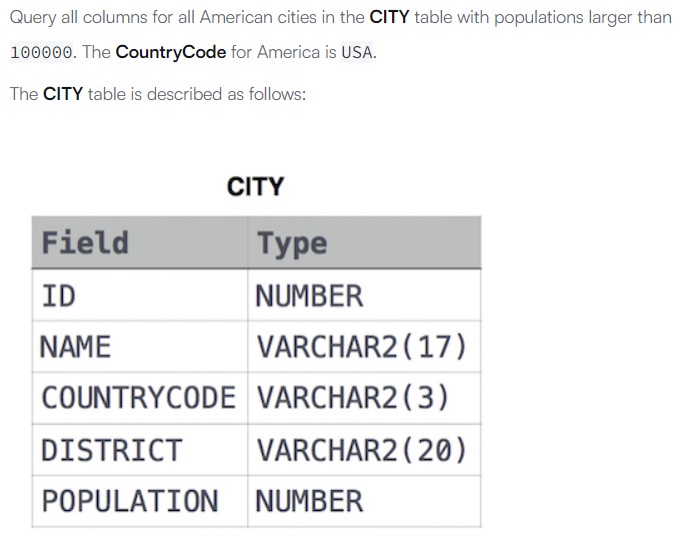 Query all columns for all American cities in the CITY table with populations larger than
100000. The CountryCode for America is USA.
The CITY table is described as follows:
CITY
Field Type
ID NUMBER
NAME VARCHAR2(17)
COUNTRYCODE VARCHAR2(3)
DISTRICT VARCHAR2(20)
POPULATION NUMBER